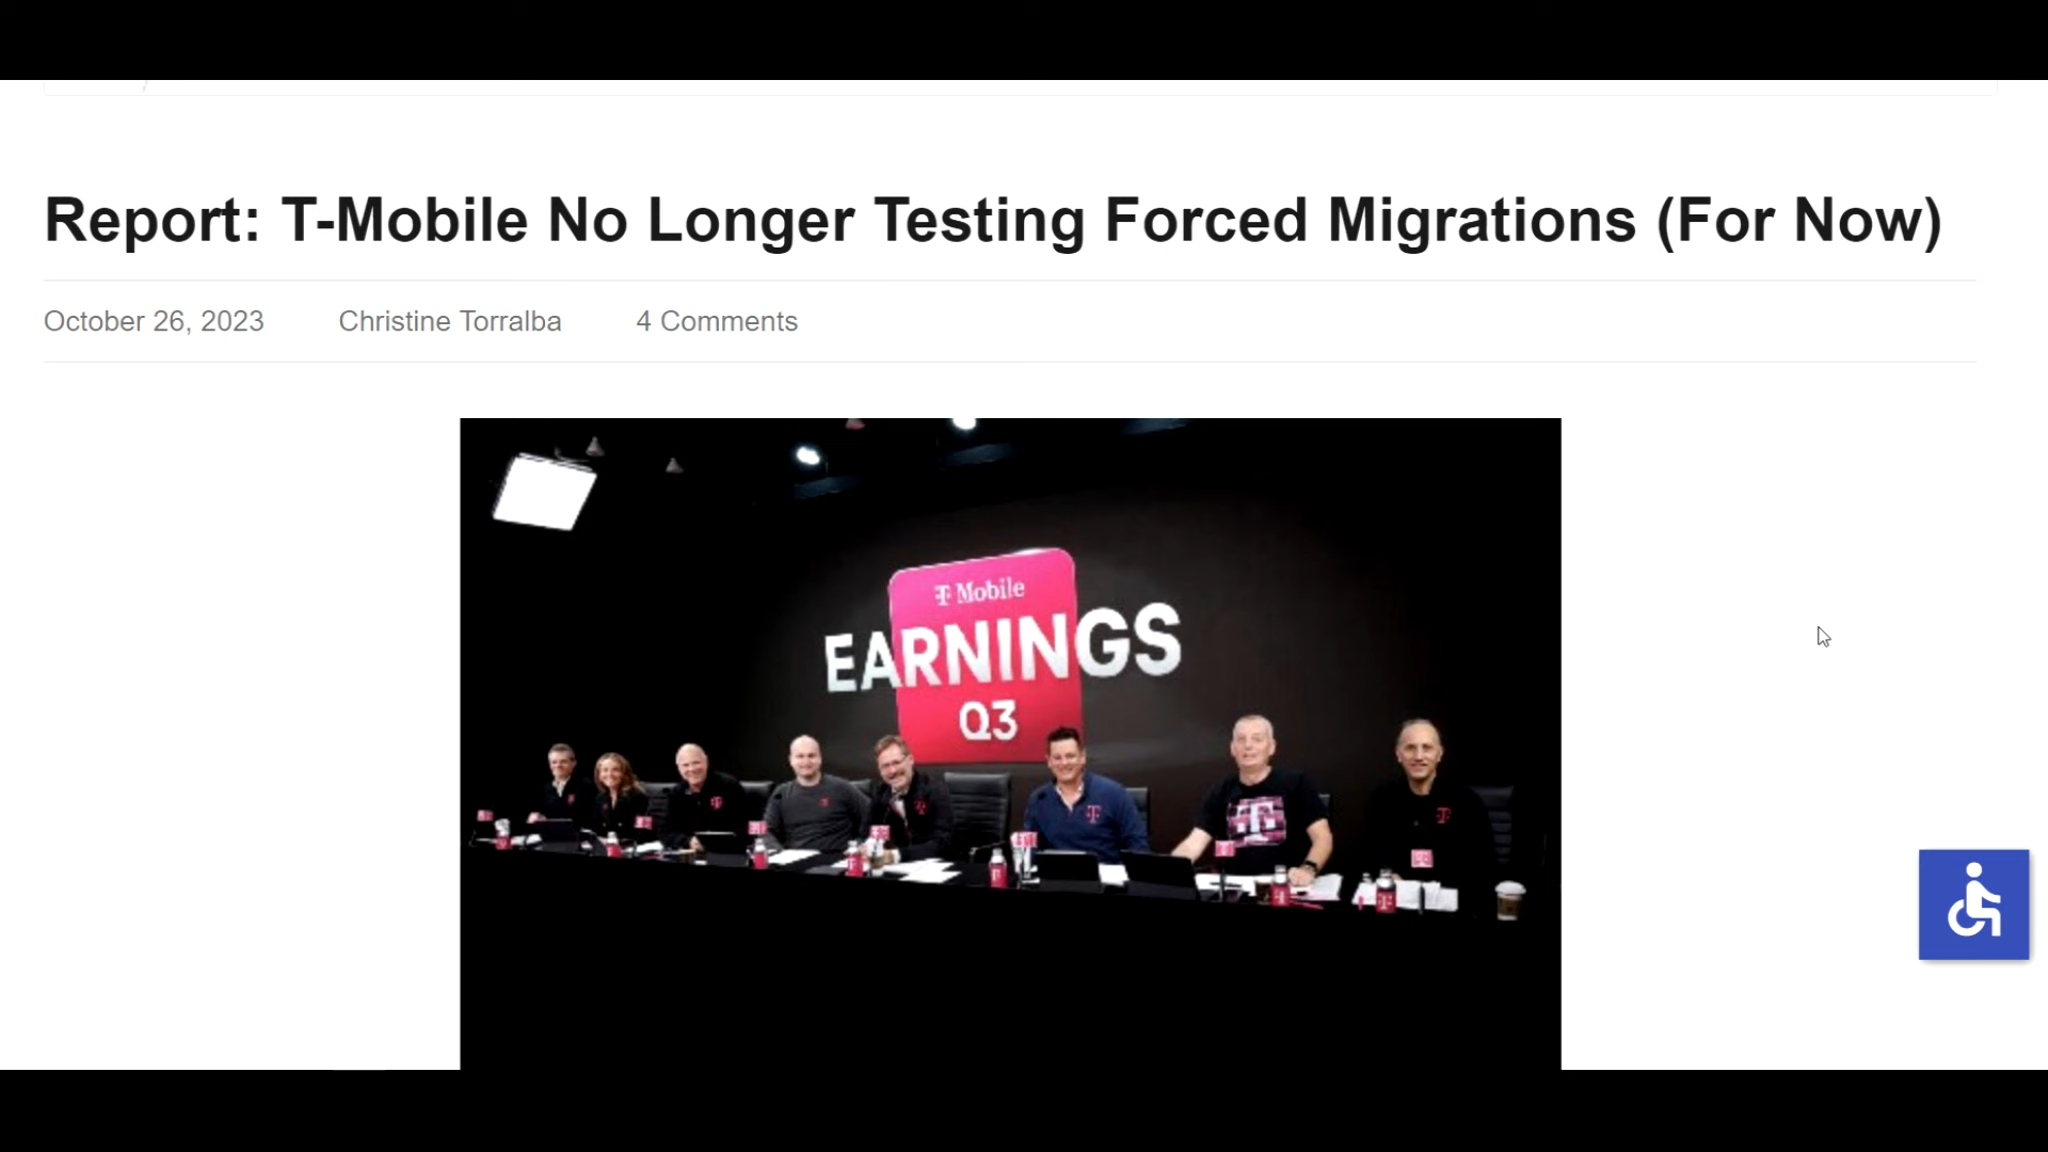 Report: T-Mobile No Longer Testing Forced Migrations (For Now)
October 26, 2023 Christine Torralba 4 Comments
T Mobile
EARNINGS
Q3